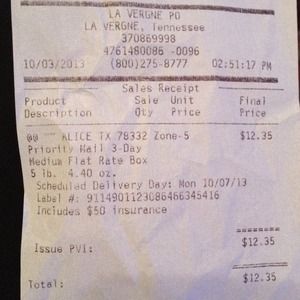 LA VERGNE PO
LA VERGNE, Tennessee
370869998
4761480086 -0096
10/03/2013 (800)275-8777 02:51:17 PM
Sales Receipt
Product Sale Unit Final
Description Qty Price Price
@@ ALICE TX 78332 Zone-5 $12.35
Priority Mail 3-Day
Medium Flat Rate Box
5 lb. 4.40 oz.
Scheduled Delivery Day: Mon 10/07/13
Label #: 9114901123086466345416
Includes $50 insurance
========
Issue PVI: $12.35
========
Total: $12.35